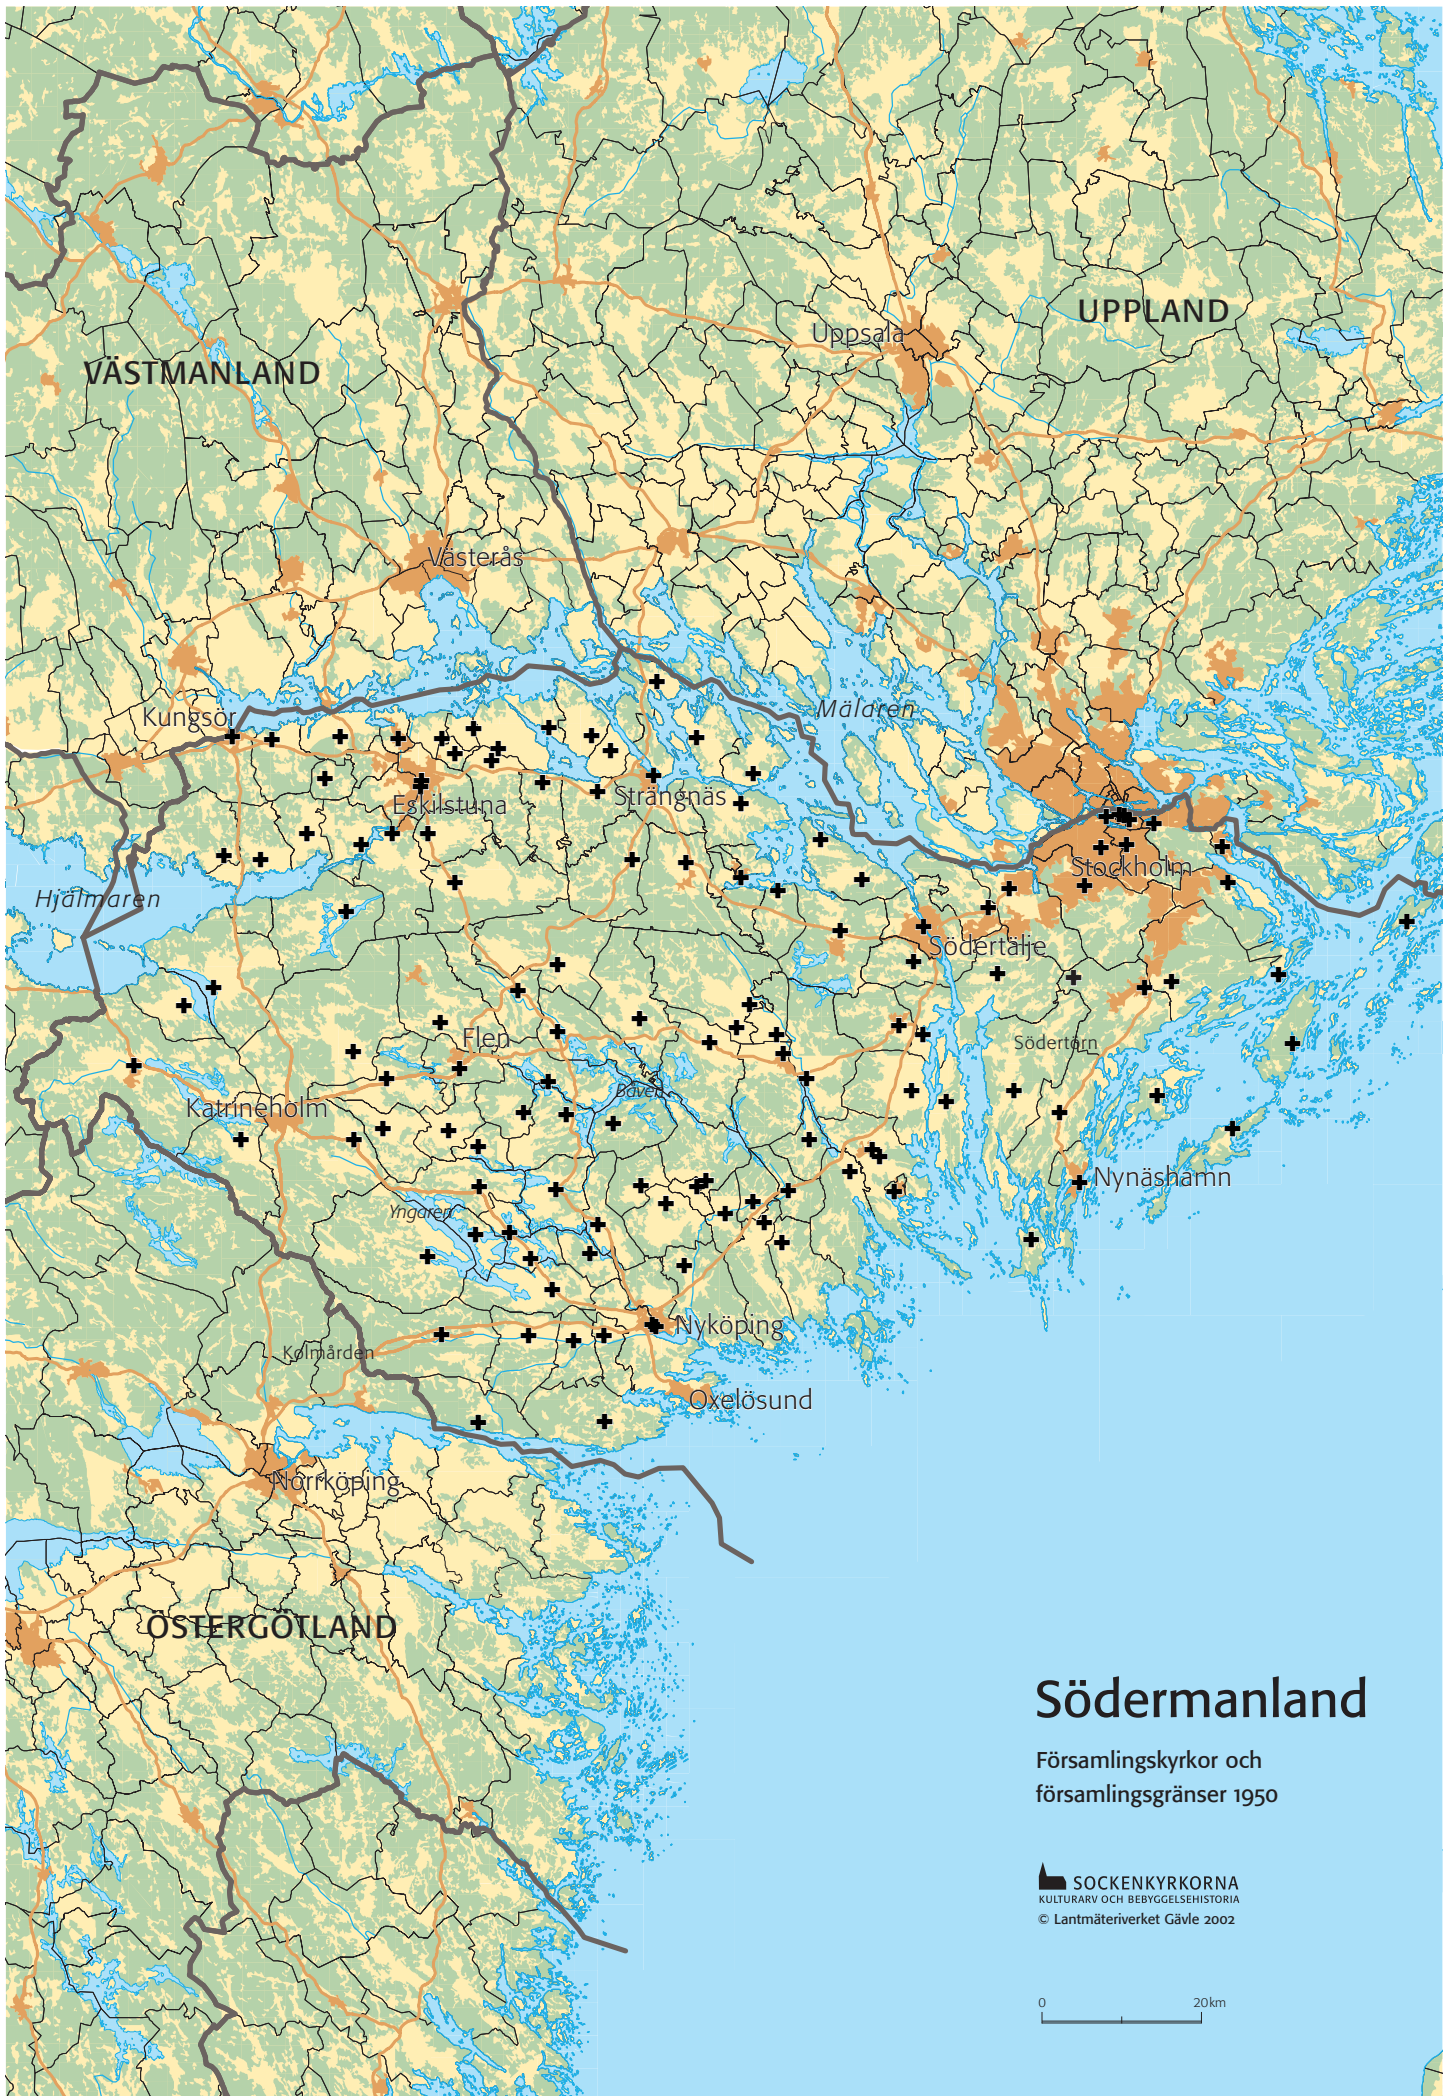 UPPLAND
Uppsala
VÄSTMANLAND
Västerås
Kungsör
Mälaren
Strängnäs
Eskilstuna
Stockholm
Hjälmaren
Södertälje
Flen
Södertörn
Båven
Katrineholm
Nynäshamn
Yngaren
Nyköping
Kolmården
Oxelösund
Norrköping
ÖSTERGÖTLAND
Södermanland
Församlingskyrkor och
församlingsgränser 1950
SOCKENKYRKORNA
KULTURARV OCH BEBYGGELSEHISTORIA
© Lantmäteriverket Gävle 2002
0 20km